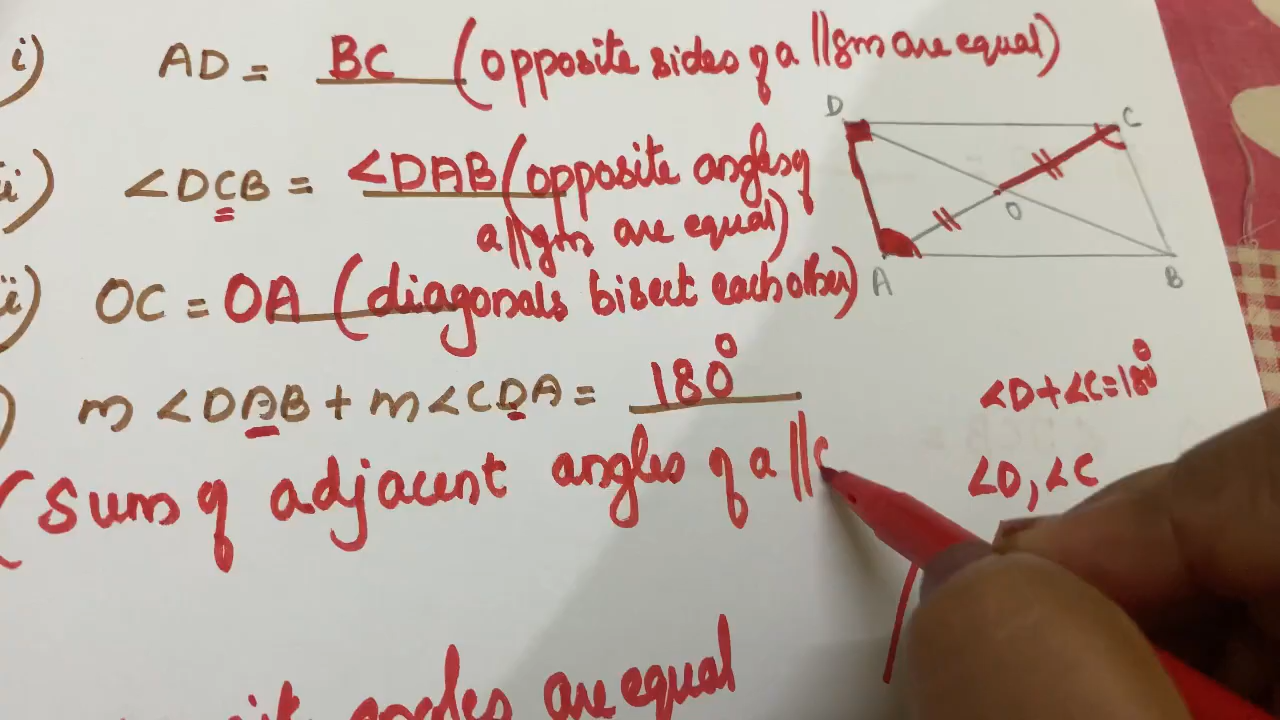 i) AD = BC (opposite sides of a ||gm are equal)
ii) ∠DCB = ∠DAB (opposite angles of
a ||gm are equal)
ii) OC = OA (diagonals bisect each other)
) m∠DAB + m∠CDA = 180°
(Sum of adjacent angles of a ||
angles are equal
D
C
O
A
B
∠D+∠C=180°
∠D, ∠C